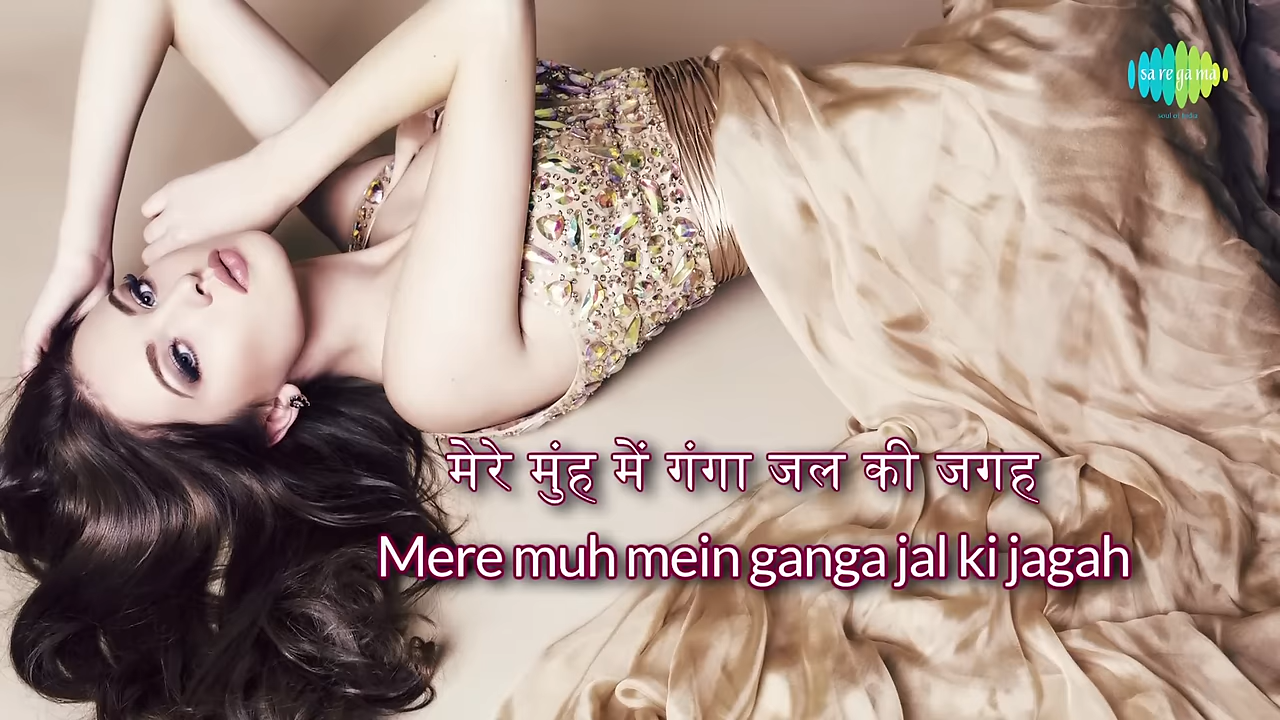 sa re ga ma
soul of India
मेरे मुंह में गंगा जल की जगह
Mere muh mein ganga jal ki jagah